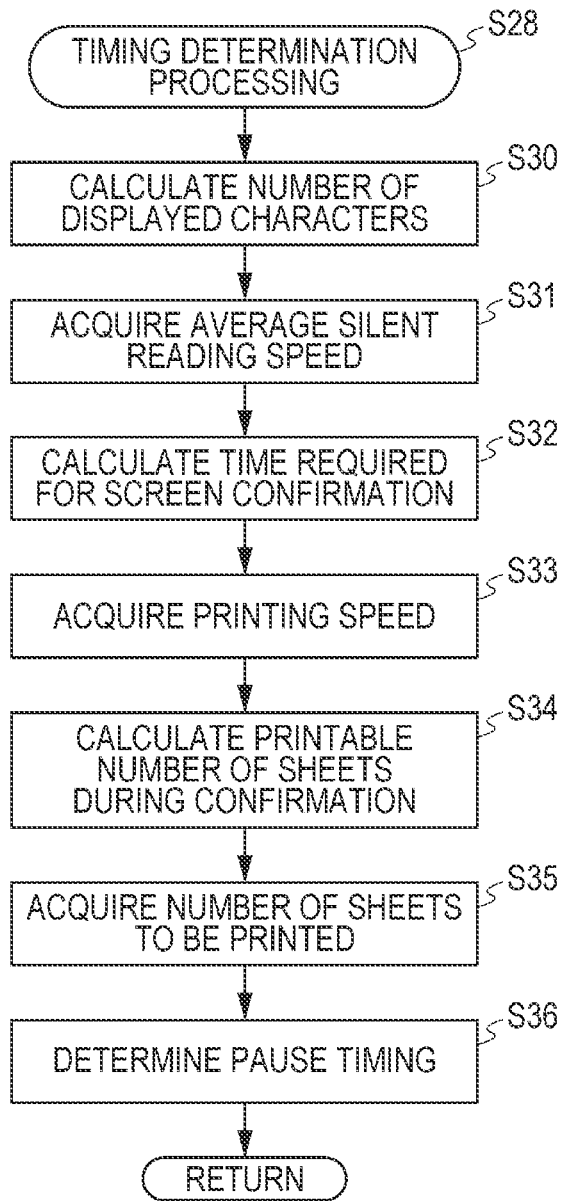 S28
TIMING DETERMINATION
PROCESSING
S30
CALCULATE NUMBER OF
DISPLAYED CHARACTERS
S31
ACQUIRE AVERAGE SILENT
READING SPEED
S32
CALCULATE TIME REQUIRED
FOR SCREEN CONFIRMATION
S33
ACQUIRE PRINTING SPEED
S34
CALCULATE PRINTABLE
NUMBER OF SHEETS
DURING CONFIRMATION
S35
ACQUIRE NUMBER OF SHEETS
TO BE PRINTED
S36
DETERMINE PAUSE TIMING
RETURN